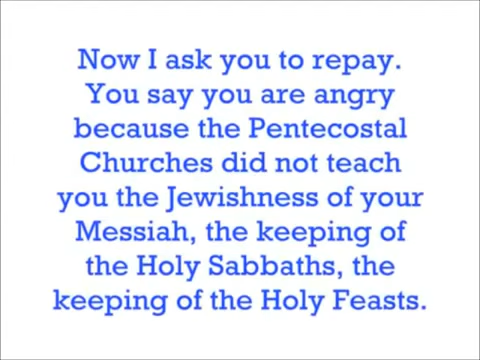 Now I ask you to repay.
You say you are angry
because the Pentecostal
Churches did not teach
you the Jewishness of your
Messiah, the keeping of
the Holy Sabbaths, the
keeping of the Holy Feasts.